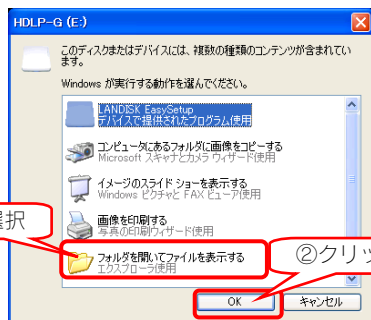 HDLP-G (E:)
このディスクまたはデバイスには、複数の種類のコンテンツが含まれてい
ます。
Windows が実行する動作を選んでください。
LANDISK EasySetup
デバイスで提供されたプログラム使用
コンピュータにあるフォルダに画像をコピーする
Microsoft スキャナとカメラ ウィザード使用
イメージのスライド ショーを表示する
Windows ピクチャと FAX ビューア使用
画像を印刷する
写真の印刷ウィザード使用
選択
フォルダを開いてファイルを表示する
エクスプローラ使用
②クリッ
OK
キャンセル